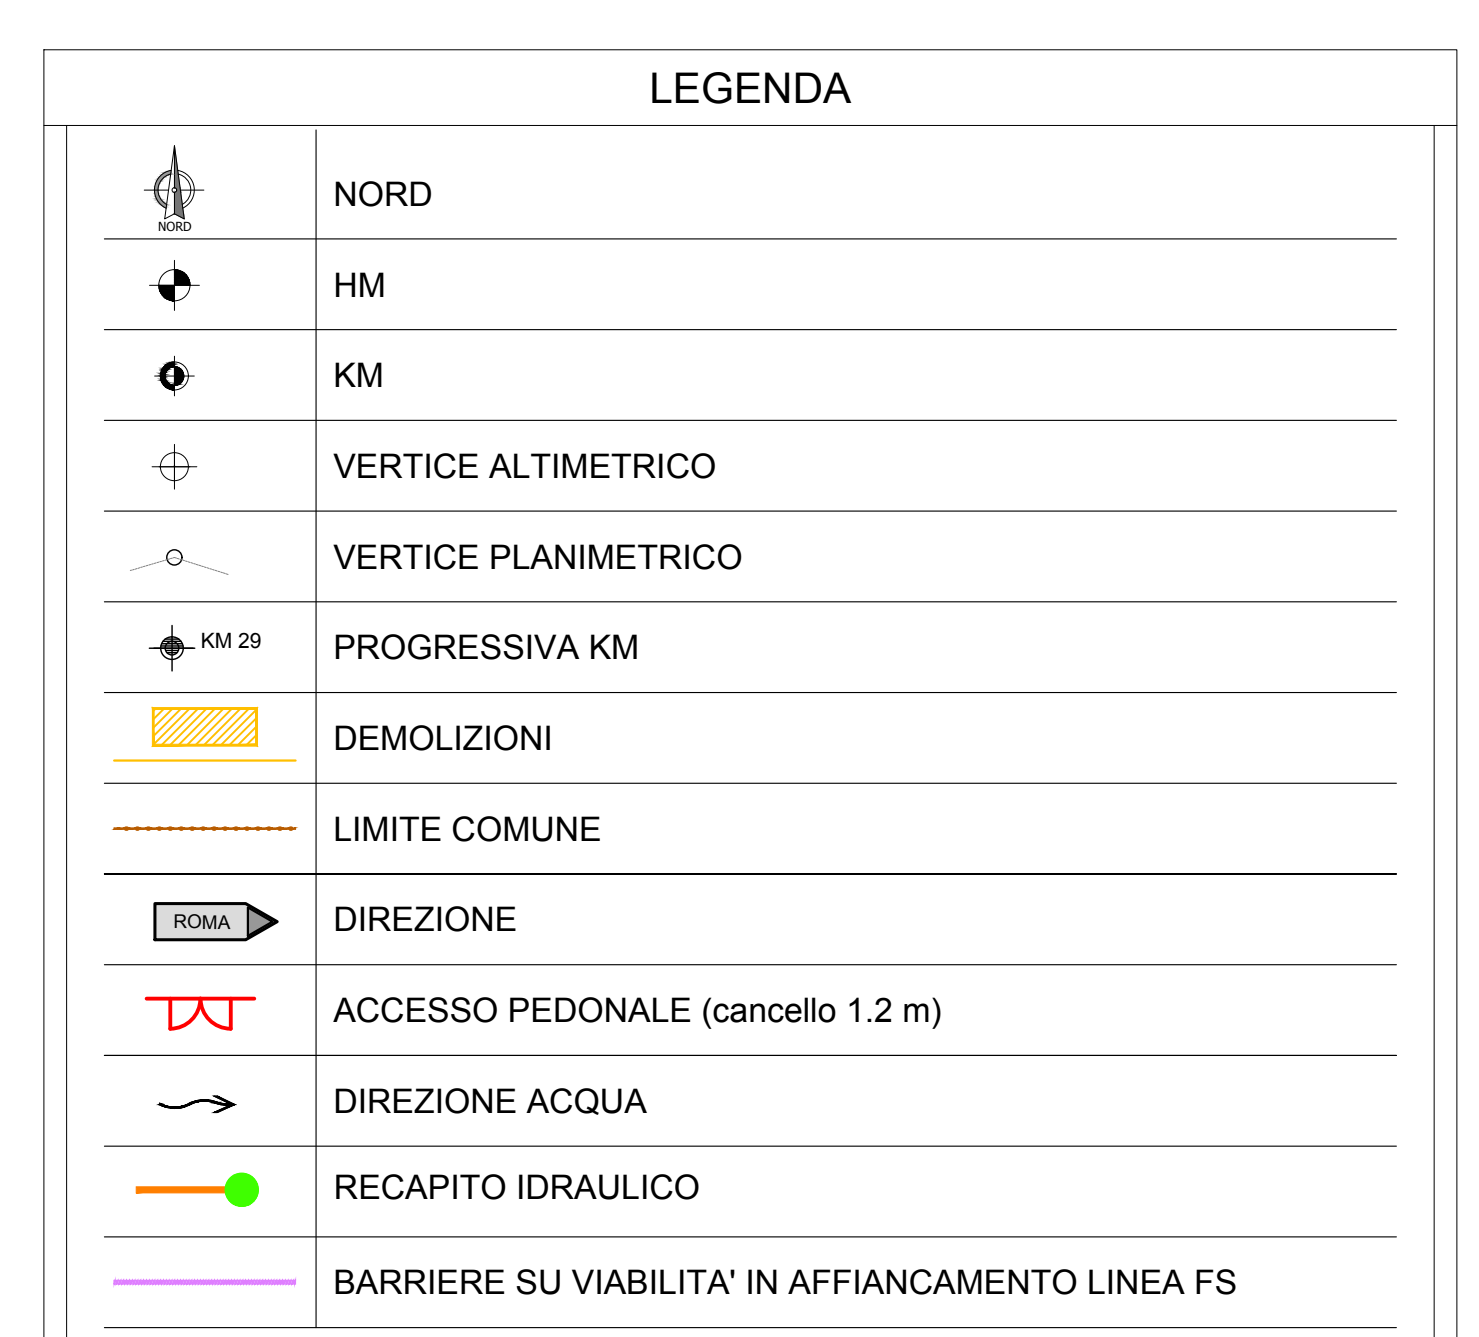 LEGENDA
NORD
NORD
HM
KM
VERTICE ALTIMETRICO
VERTICE PLANIMETRICO
KM 29
PROGRESSIVA KM
DEMOLIZIONI
LIMITE COMUNE
ROMA
DIREZIONE
ACCESSO PEDONALE (cancello 1.2 m)
DIREZIONE ACQUA
RECAPITO IDRAULICO
BARRIERE SU VIABILITA' IN AFFIANCAMENTO LINEA FS